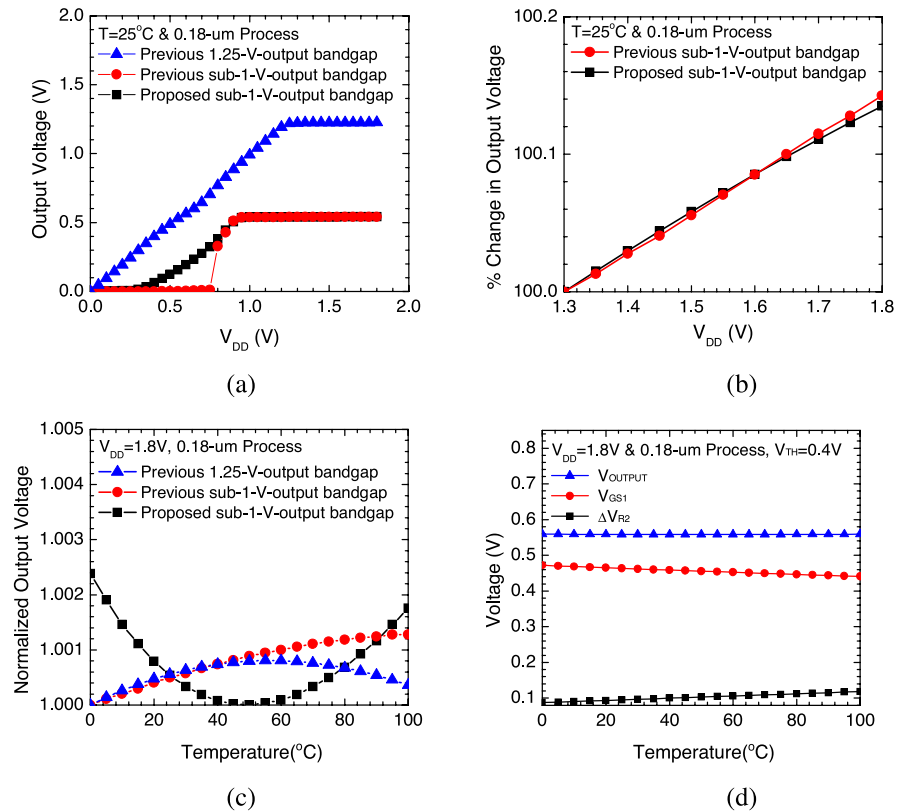 T=25°C & 0.18-um Process
Previous 1.25-V-output bandgap
Previous sub-1-V-output bandgap
Proposed sub-1-V-output bandgap
Output Voltage (V)
2.0
1.5
1.0
0.5
0.0
0.0 0.5 1.0 1.5 2.0
V_DD (V)
(a)
T=25°C & 0.18-um Process
Previous sub-1-V-output bandgap
Proposed sub-1-V-output bandgap
% Change in Output Voltage
100.2
100.1
100.0
1.3 1.4 1.5 1.6 1.7 1.8
V_DD (V)
(b)
V_DD=1.8V, 0.18-um Process
Previous 1.25-V-output bandgap
Previous sub-1-V-output bandgap
Proposed sub-1-V-output bandgap
Normalized Output Voltage
1.005
1.004
1.003
1.002
1.001
1.000
0 20 40 60 80 100
Temperature(°C)
(c)
V_DD=1.8V & 0.18-um Process, V_TH=0.4V
V_OUTPUT
V_GS1
ΔV_R2
Voltage (V)
0.8
0.7
0.6
0.5
0.4
0.3
0.2
0.1
0 20 40 60 80 100
Temperature(°C)
(d)